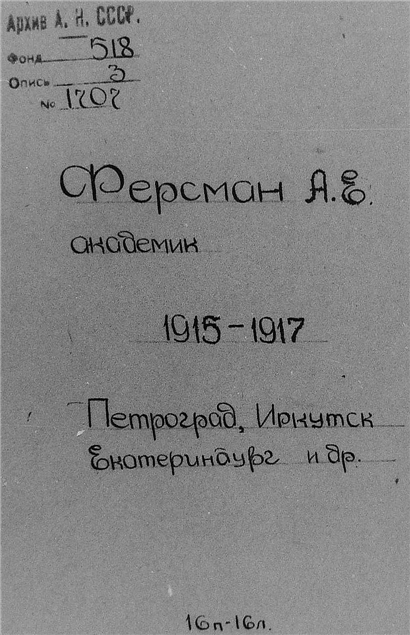 Архив А. Н. СССР.
Фонд 518
Опись 3
№ 1707
Ферсман А.Е.
академик
1915-1917
Петроград, Иркутск
Екатеринбург и др.
16п-16л.